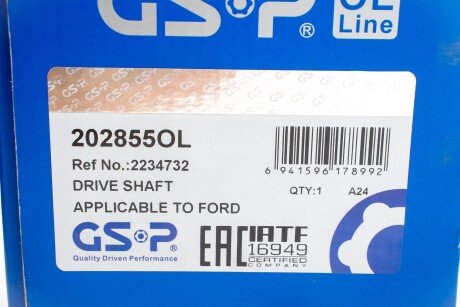 GSP®
OL
Line
202855OL
Ref No.:2234732
DRIVE SHAFT
APPLICABLE TO FORD
6 941596 178992
QTY:1 A24
GSP®
Quality Driven Performance
EAC
IATF
16949
CERTIFIED
COMPANY